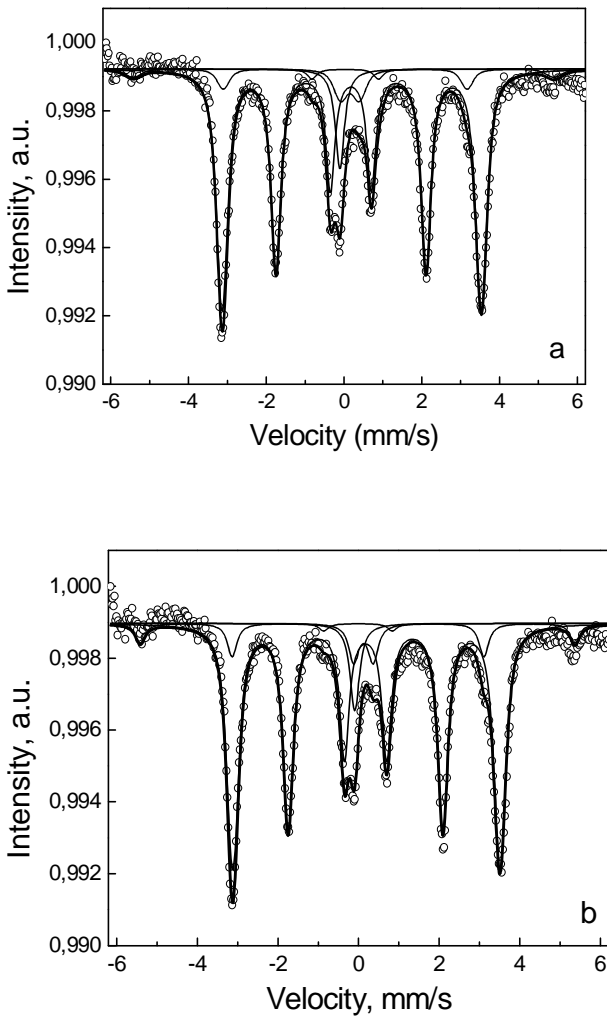 1,000
0,998
0,996
0,994
0,992
0,990
Intensiity, a.u.
a
-6 -4 -2 0 2 4 6
Velocity (mm/s)
1,000
0,998
0,996
0,994
0,992
0,990
Intensity, a.u.
b
-6 -4 -2 0 2 4 6
Velocity, mm/s